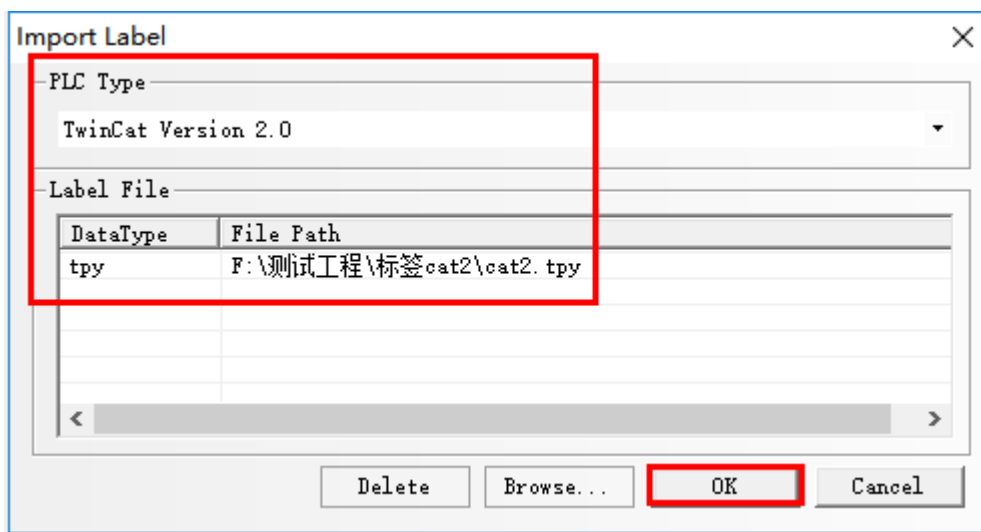 Import Label
PLC Type
TwinCat Version 2.0
Label File
DataType File Path
tpy F:\测试工程\标签cat2\cat2.tpy
Delete Browse... OK Cancel